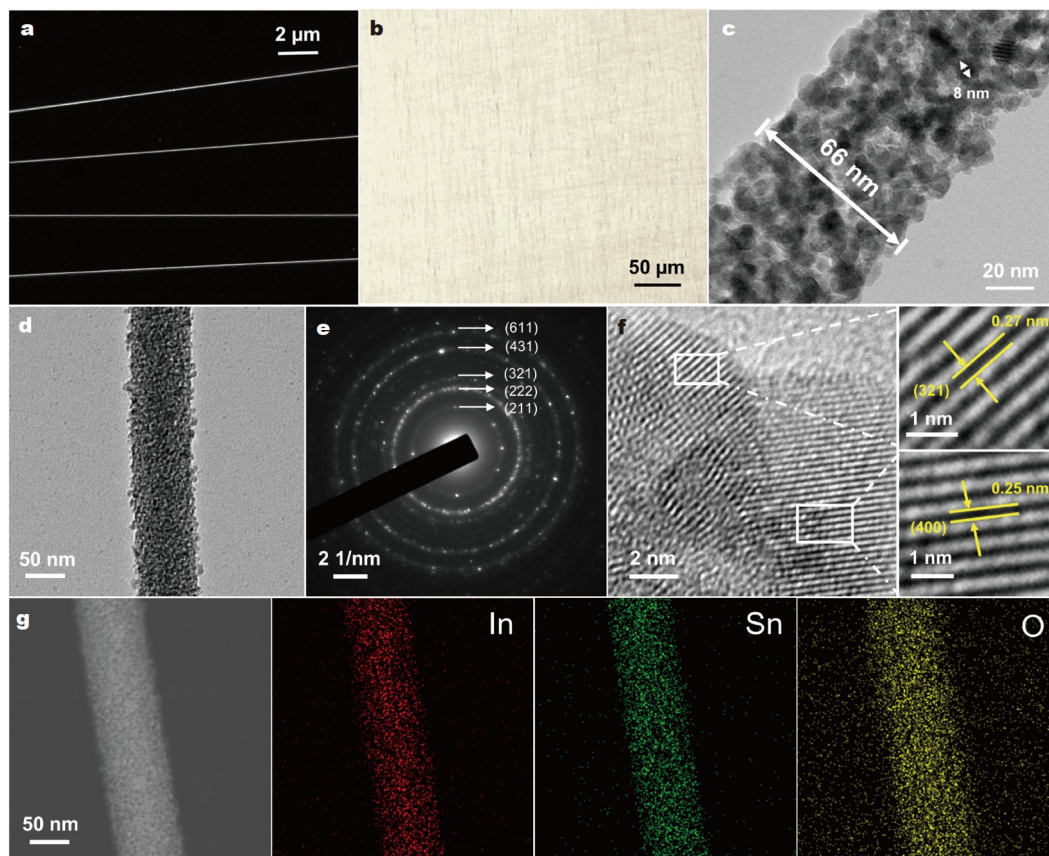 a
2 µm
b
50 µm
c
8 nm
66 nm
20 nm
d
50 nm
e
(611)
(431)
(321)
(222)
(211)
2 1/nm
f
2 nm
0.27 nm
(321)
1 nm
0.25 nm
(400)
1 nm
g
50 nm
In
Sn
O